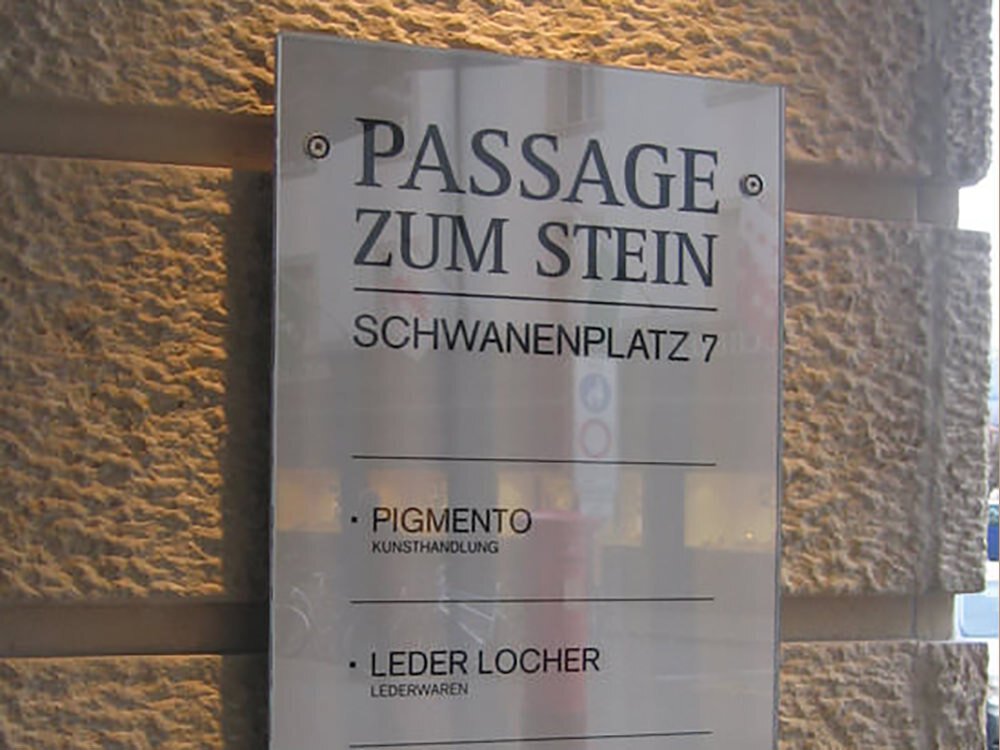 PASSAGE
ZUM STEIN
SCHWANENPLATZ 7
· PIGMENTO
KUNSTHANDLUNG
· LEDER LOCHER
LEDERWAREN